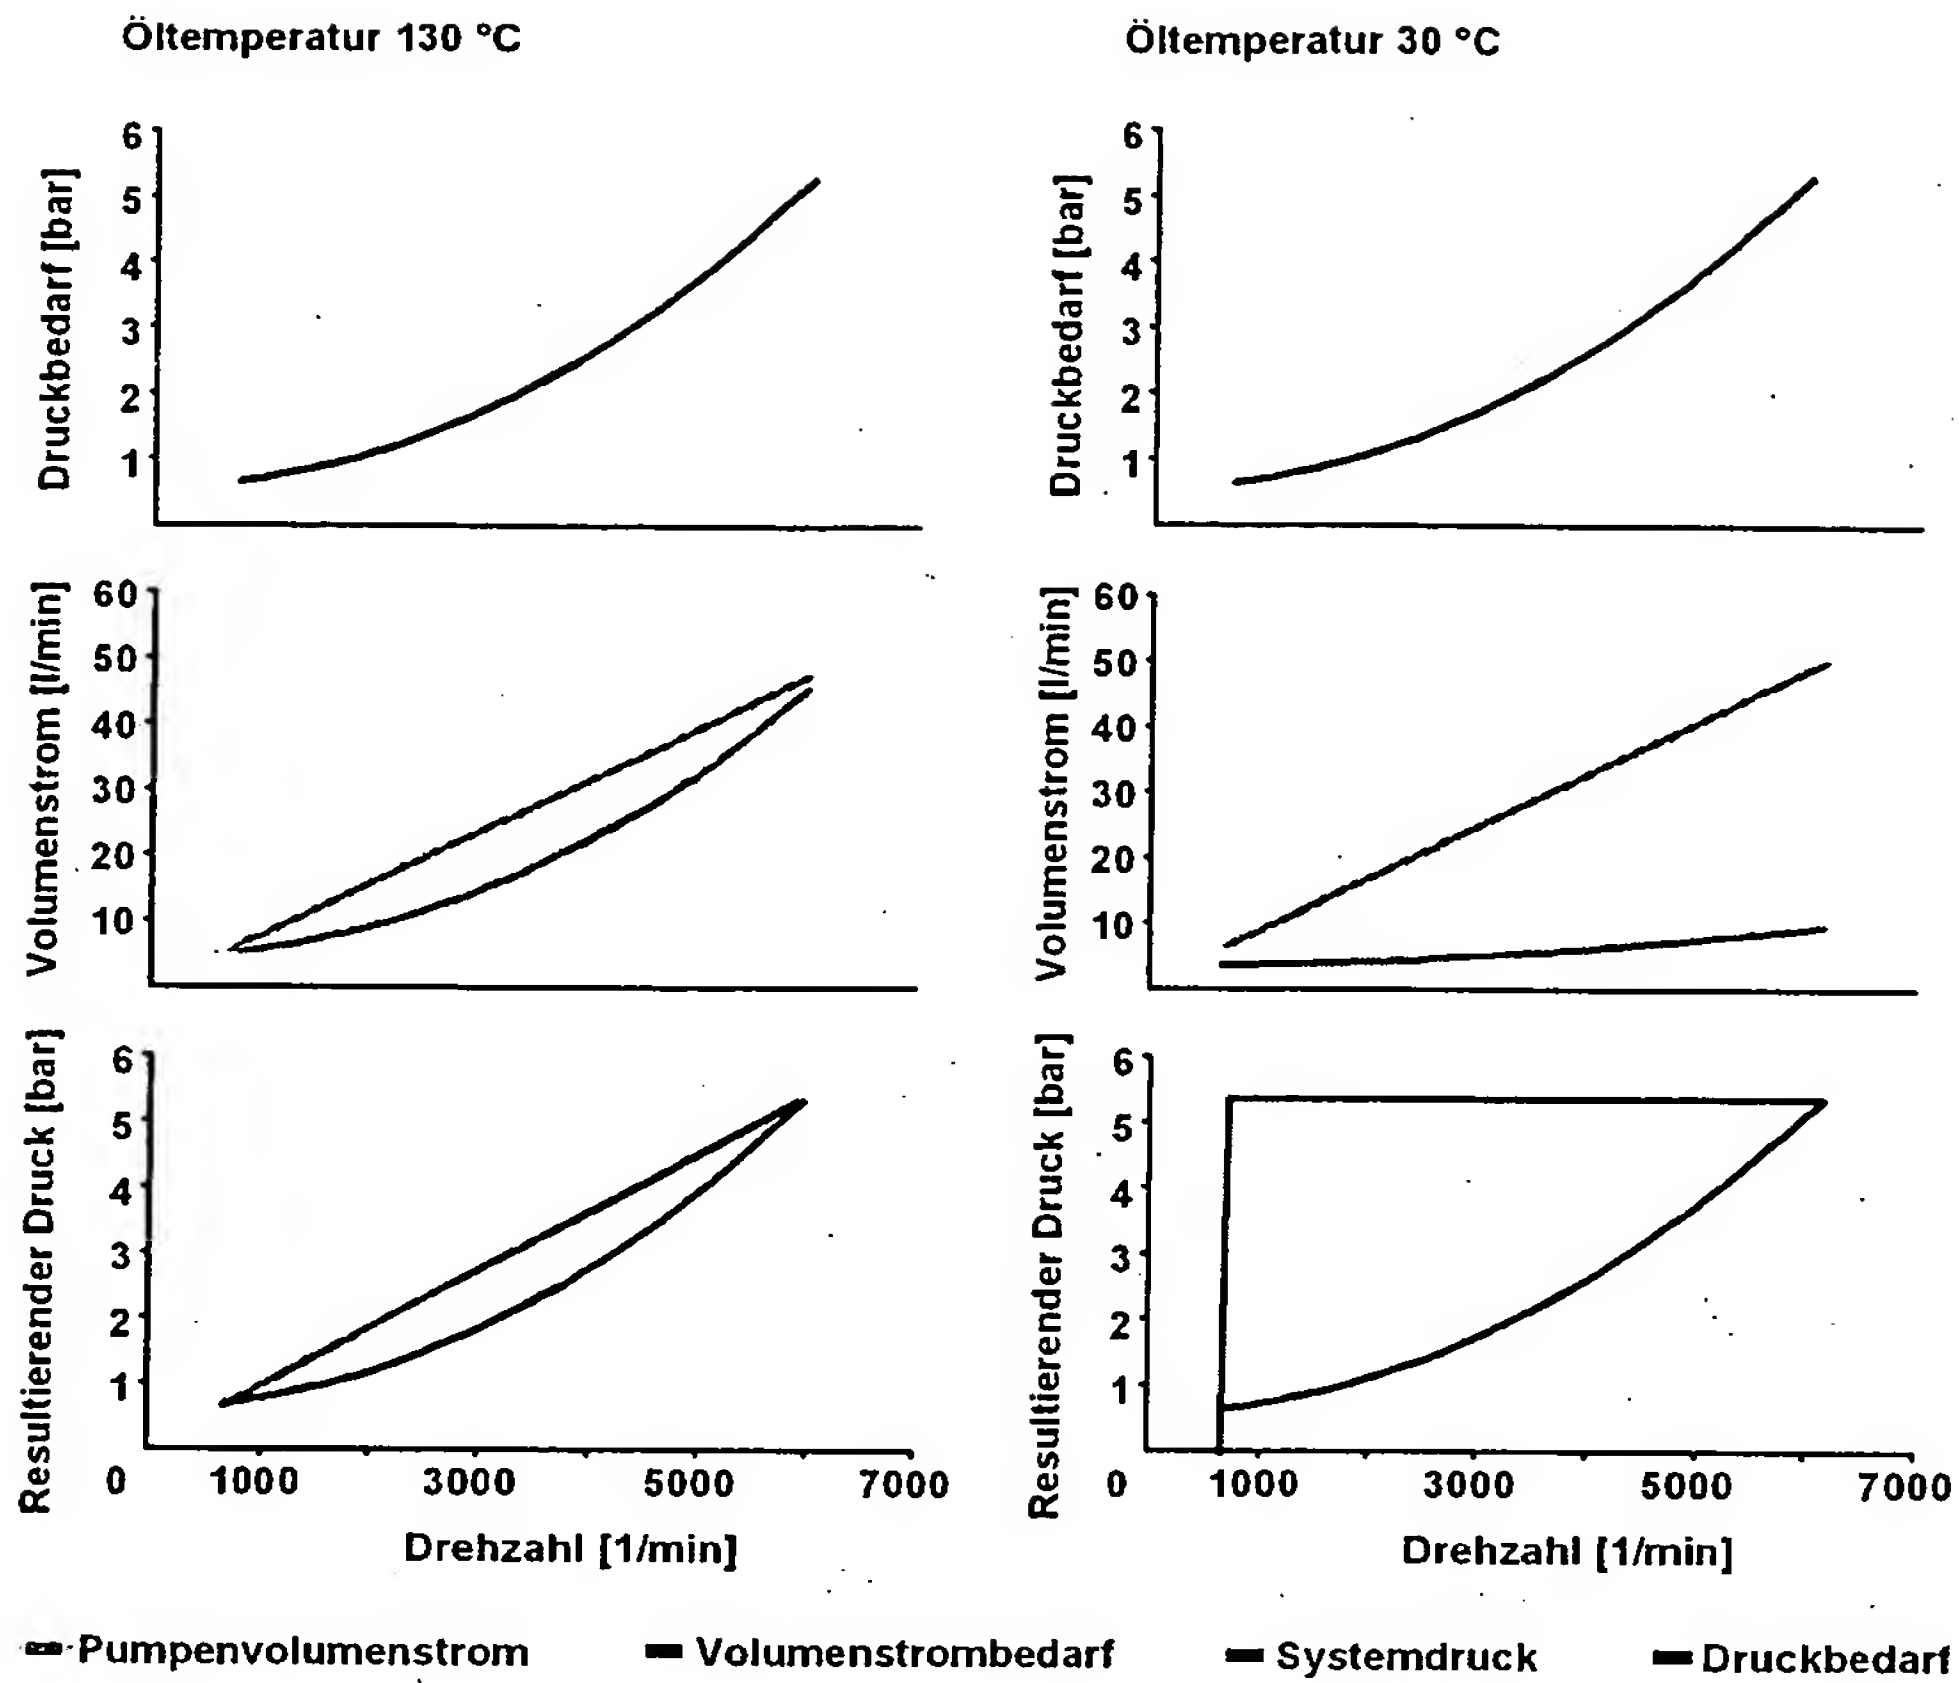 Öltemperatur 130 °C
Öltemperatur 30 °C
Druckbedarf [bar]
6
5
4
3
2
1
Druckbedarf [bar]
6
5
4
3
2
1
Volumenstrom [l/min]
60
50
40
30
20
10
Volumenstrom [l/min]
60
50
40
30
20
10
Resultierender Druck [bar]
6
5
4
3
2
1
0 1000 3000 5000 7000
Drehzahl [1/min]
Resultierender Druck [bar]
6
5
4
3
2
1
0 1000 3000 5000 7000
Drehzahl [1/min]
Pumpenvolumenstrom Volumenstrombedarf Systemdruck Druckbedarf